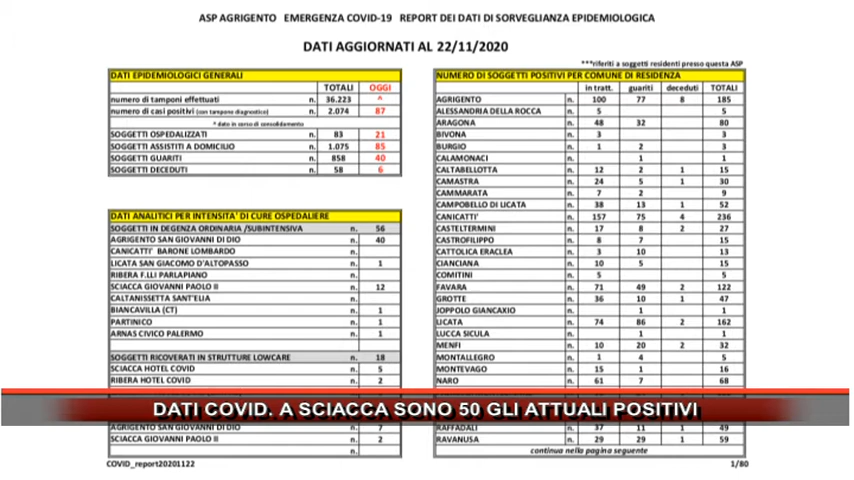 ASP AGRIGENTO EMERGENZA COVID-19 REPORT DEI DATI DI SORVEGLIANZA EPIDEMIOLOGICA
DATI AGGIORNATI AL 22/11/2020
***riferiti a soggetti residenti presso questa ASP
DATI EPIDEMIOLOGICI GENERALI
TOTALI OGGI
numero di tamponi effettuati n. 36.223 ^
numero di casi positivi (con tampone diagnostico) n. 2.074 87
* dato in corso di consolidamento
SOGGETTI OSPEDALIZZATI n. 83 21
SOGGETTI ASSISTITI A DOMICILIO n. 1.075 85
SOGGETTI GUARITI n. 858 40
SOGGETTI DECEDUTI n. 58 6
DATI ANALITICI PER INTENSITA' DI CURE OSPEDALIERE
SOGGETTI IN DEGENZA ORDINARIA /SUBINTENSIVA n. 56
AGRIGENTO SAN GIOVANNI DI DIO n. 40
CANICATTI' BARONE LOMBARDO n.
LICATA SAN GIACOMO D'ALTOPASSO n. 1
RIBERA F.LLI PARLAPIANO n.
SCIACCA GIOVANNI PAOLO II n. 12
CALTANISSETTA SANT'ELIA n.
BIANCAVILLA (CT) n. 1
PARTINICO n. 1
ARNAS CIVICO PALERMO n. 1
SOGGETTI RICOVERATI IN STRUTTURE LOWCARE n. 18
SCIACCA HOTEL COVID n. 5
RIBERA HOTEL COVID n. 2
AGRIGENTO SAN GIOVANNI DI DIO n. 7
SCIACCA GIOVANNI PAOLO II n. 2
n.
NUMERO DI SOGGETTI POSITIVI PER COMUNE DI RESIDENZA
in tratt. guariti deceduti TOTALI
AGRIGENTO n. 100 77 8 185
ALESSANDRIA DELLA ROCCA n. 5 5
ARAGONA n. 48 32 80
BIVONA n. 3 3
BURGIO n. 1 2 3
CALAMONACI n. 1 1
CALTABELLOTTA n. 12 2 1 15
CAMASTRA n. 24 5 1 30
CAMMARATA n. 7 2 9
CAMPOBELLO DI LICATA n. 38 13 1 52
CANICATTI' n. 157 75 4 236
CASTELTERMINI n. 17 8 2 27
CASTROFILIPPO n. 8 7 15
CATTOLICA ERACLEA n. 3 10 13
CIANCIANA n. 10 5 15
COMITINI n. 5 5
FAVARA n. 71 49 2 122
GROTTE n. 36 10 1 47
JOPPOLO GIANCAXIO n. 1 1
LICATA n. 74 86 2 162
LUCCA SICULA n. 1 1
MENFI n. 10 20 2 32
MONTALLEGRO n. 1 4 5
MONTEVAGO n. 15 1 16
NARO n. 61 7 68
RAFFADALI n. 37 11 1 49
RAVANUSA n. 29 29 1 59
continua nella pagina seguente
DATI COVID. A SCIACCA SONO 50 GLI ATTUALI POSITIVI
COVID_report20201122
1/80